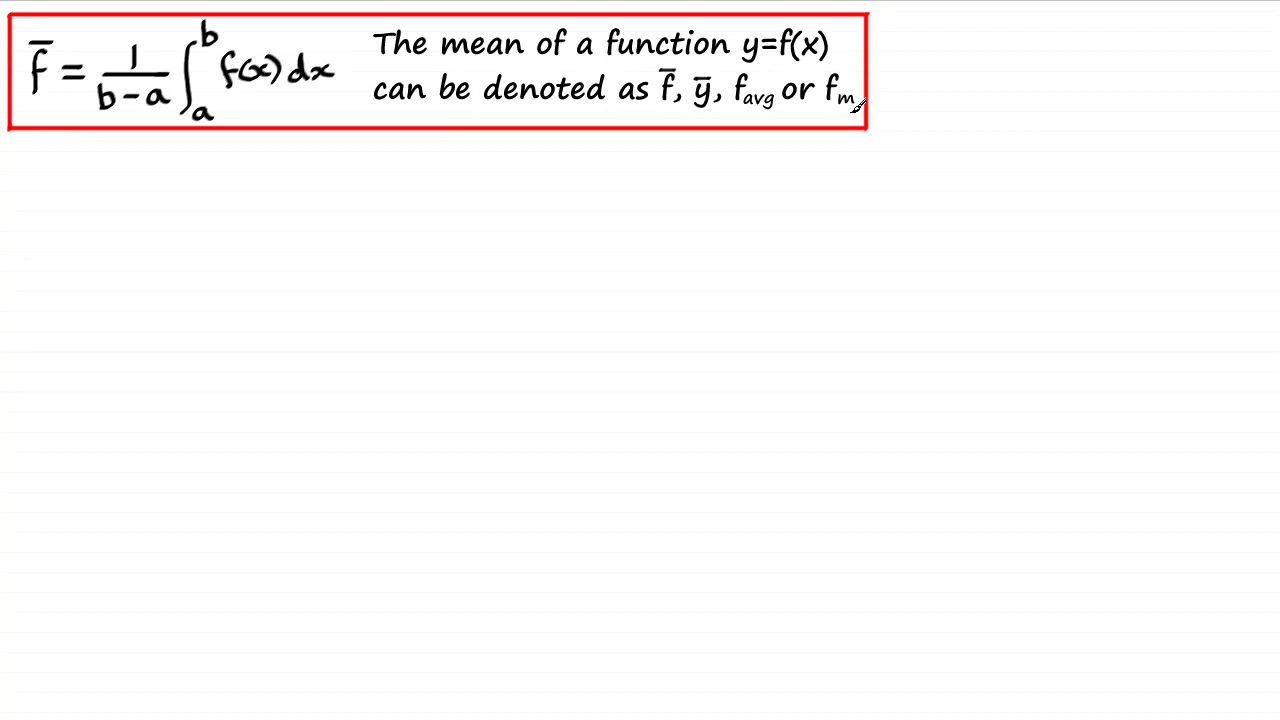 f̄ = 1/(b-a) ∫_a^b f(x) dx
The mean of a function y=f(x)
can be denoted as f̄, ȳ, f_avg or f_m